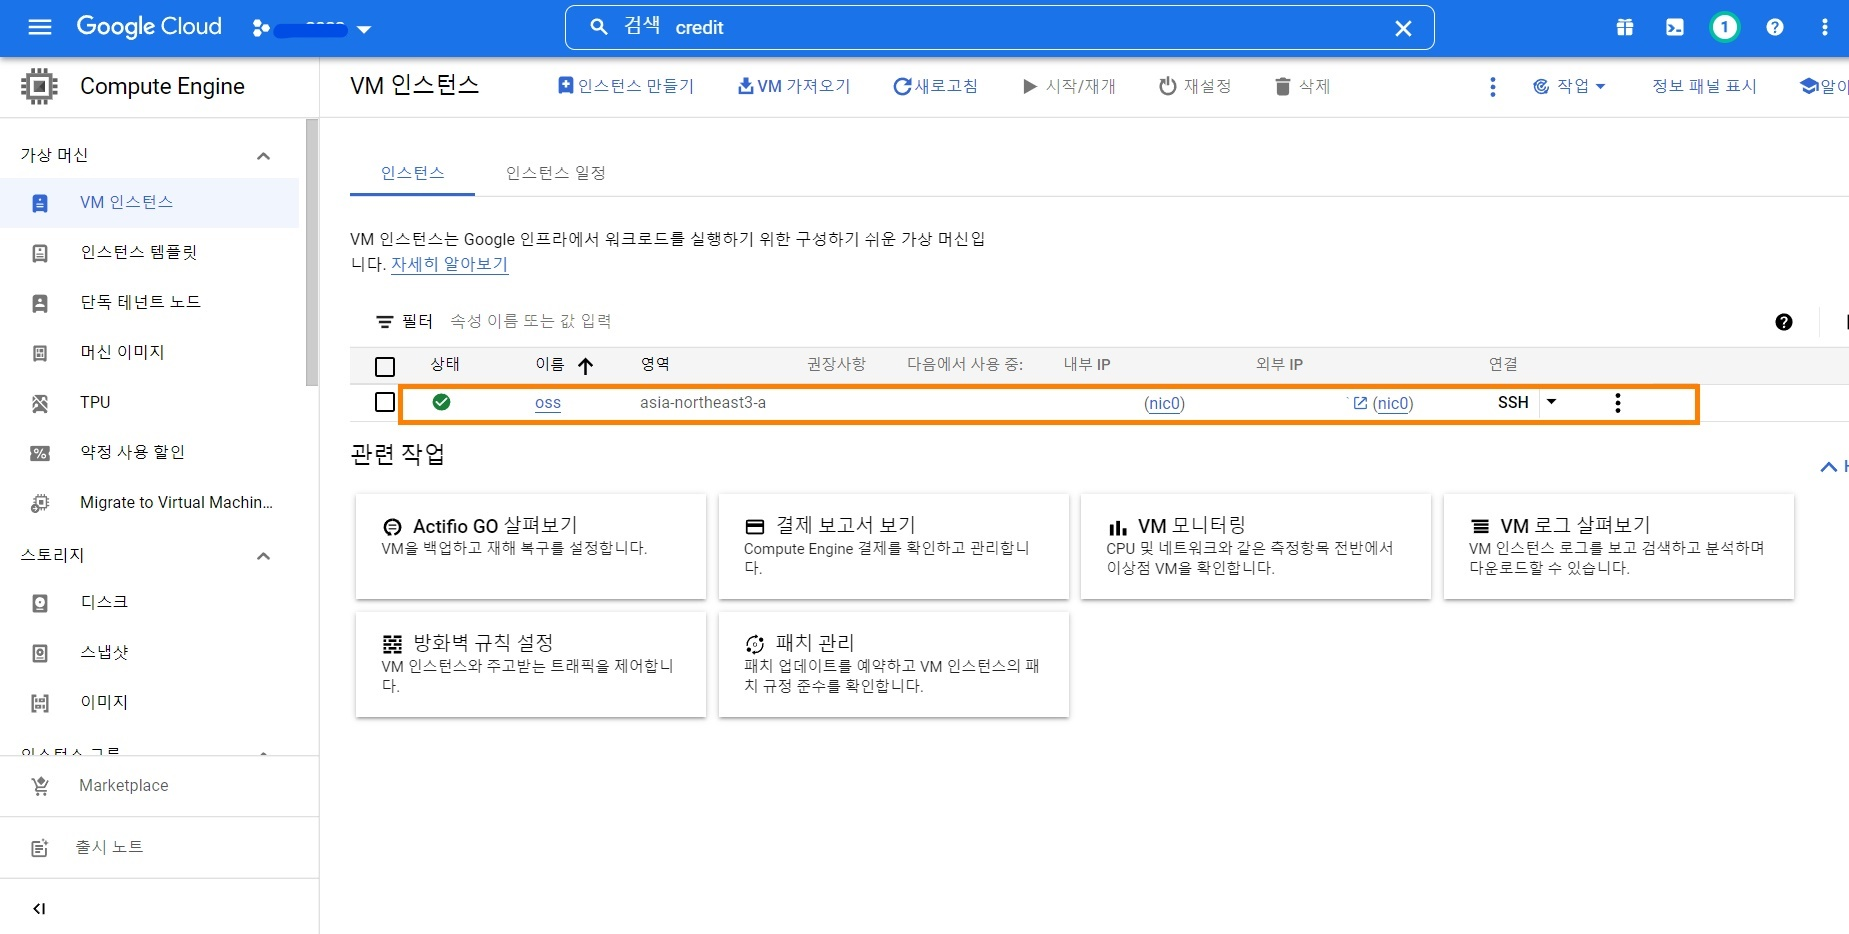 Google Cloud
검색 credit
1
Compute Engine
VM 인스턴스
인스턴스 만들기
VM 가져오기
새로고침
시작/재개
재설정
삭제
작업
정보 패널 표시
가상 머신
VM 인스턴스
인스턴스 템플릿
단독 테넌트 노드
머신 이미지
TPU
약정 사용 할인
Migrate to Virtual Machin...
스토리지
디스크
스냅샷
이미지
인스턴스 그룹
Marketplace
출시 노트
인스턴스
인스턴스 일정
VM 인스턴스는 Google 인프라에서 워크로드를 실행하기 위한 구성하기 쉬운 가상 머신입
니다. 자세히 알아보기
필터 속성 이름 또는 값 입력
상태 이름 영역 권장사항 다음에서 사용 중: 내부 IP 외부 IP 연결
oss asia-northeast3-a (nic0) (nic0) SSH
관련 작업
Actifio GO 살펴보기
VM을 백업하고 재해 복구를 설정합니다.
결제 보고서 보기
Compute Engine 결제를 확인하고 관리합니
다.
VM 모니터링
CPU 및 네트워크와 같은 측정항목 전반에서
이상점 VM을 확인합니다.
VM 로그 살펴보기
VM 인스턴스 로그를 보고 검색하고 분석하며
다운로드할 수 있습니다.
방화벽 규칙 설정
VM 인스턴스와 주고받는 트래픽을 제어합니
다.
패치 관리
패치 업데이트를 예약하고 VM 인스턴스의 패
치 규정 준수를 확인합니다.